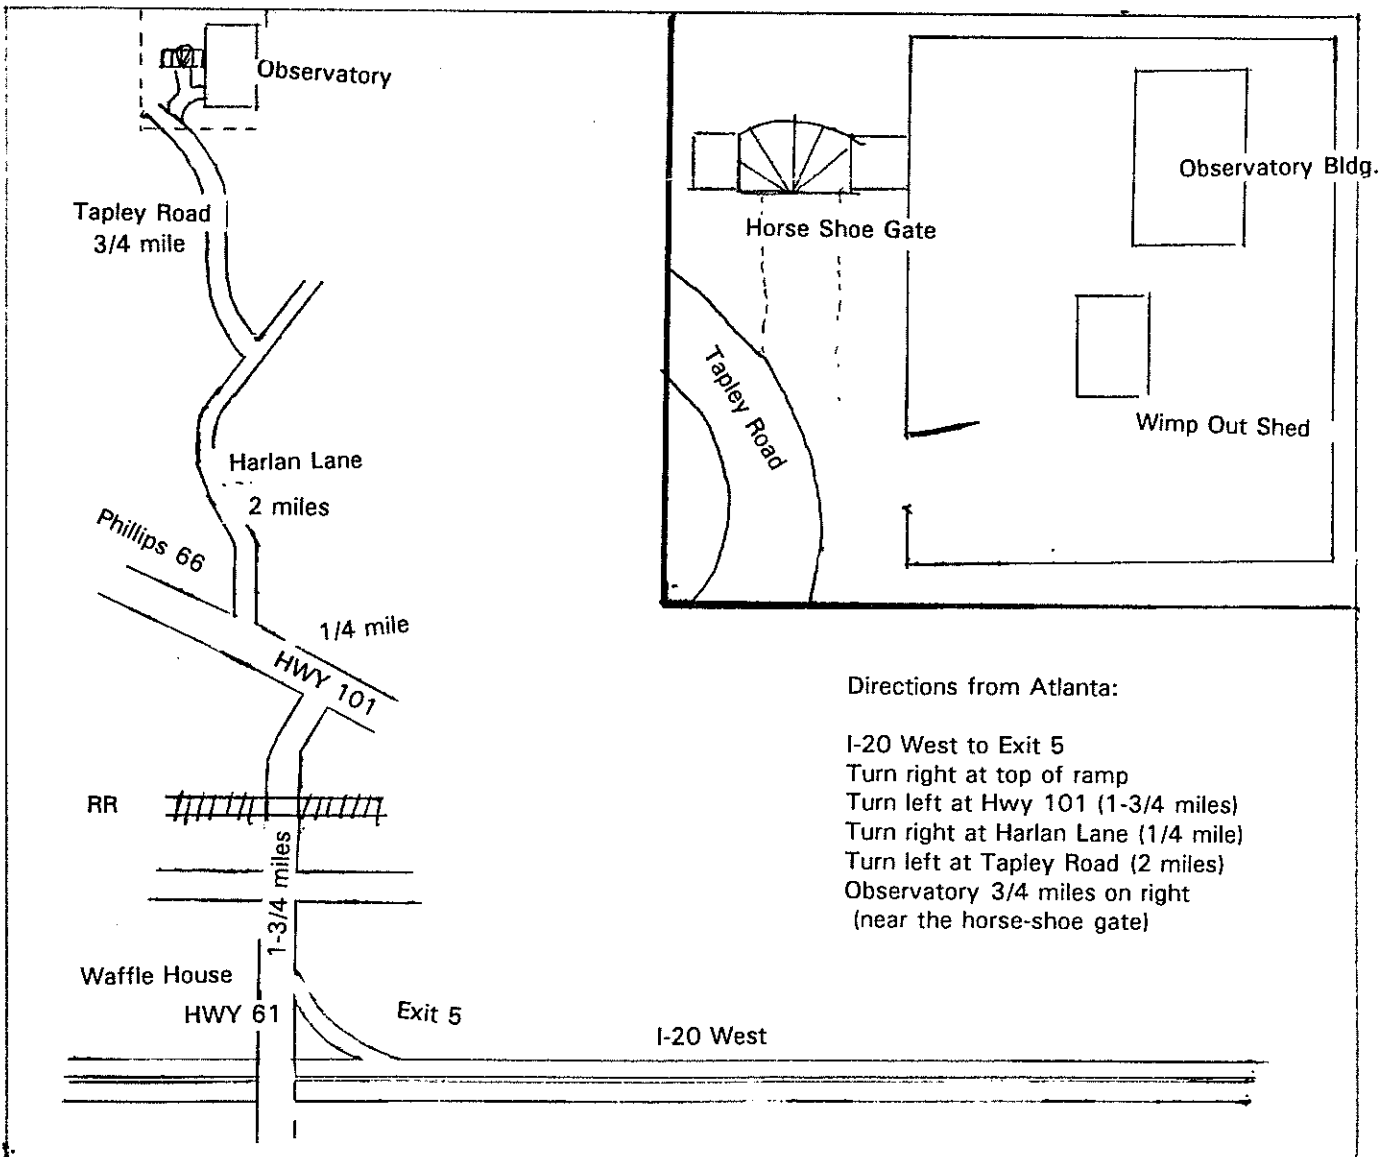 Observatory
Tapley Road
3/4 mile
Harlan Lane
2 miles
Phillips 66
1/4 mile
HWY 101
RR
1-3/4 miles
Waffle House
HWY 61
Exit 5
I-20 West
Observatory Bldg.
Horse Shoe Gate
Tapley Road
Wimp Out Shed
Directions from Atlanta:
I-20 West to Exit 5
Turn right at top of ramp
Turn left at Hwy 101 (1-3/4 miles)
Turn right at Harlan Lane (1/4 mile)
Turn left at Tapley Road (2 miles)
Observatory 3/4 miles on right
(near the horse-shoe gate)